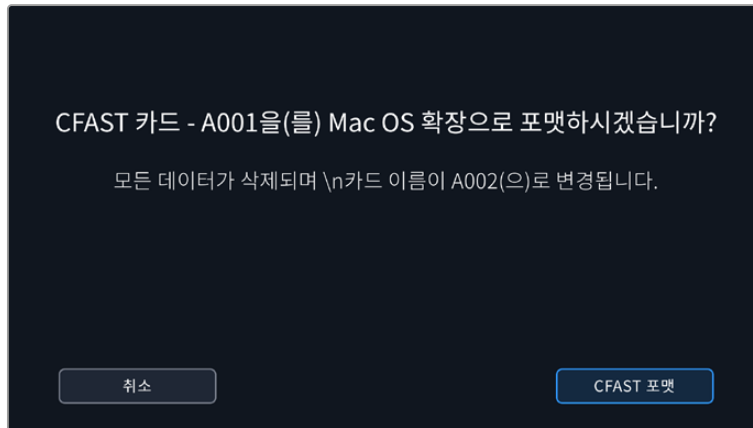 CFAST 카드 - A001을(를) Mac OS 확장으로 포맷하시겠습니까?
모든 데이터가 삭제되며 \n카드 이름이 A002(으)로 변경됩니다.
취소
CFAST 포맷